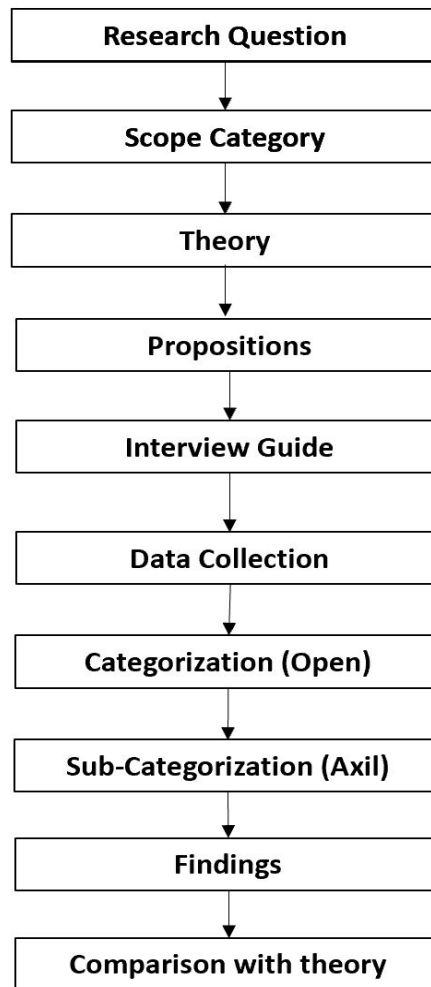 Research Question
Scope Category
Theory
Propositions
Interview Guide
Data Collection
Categorization (Open)
Sub-Categorization (Axil)
Findings
Comparison with theory